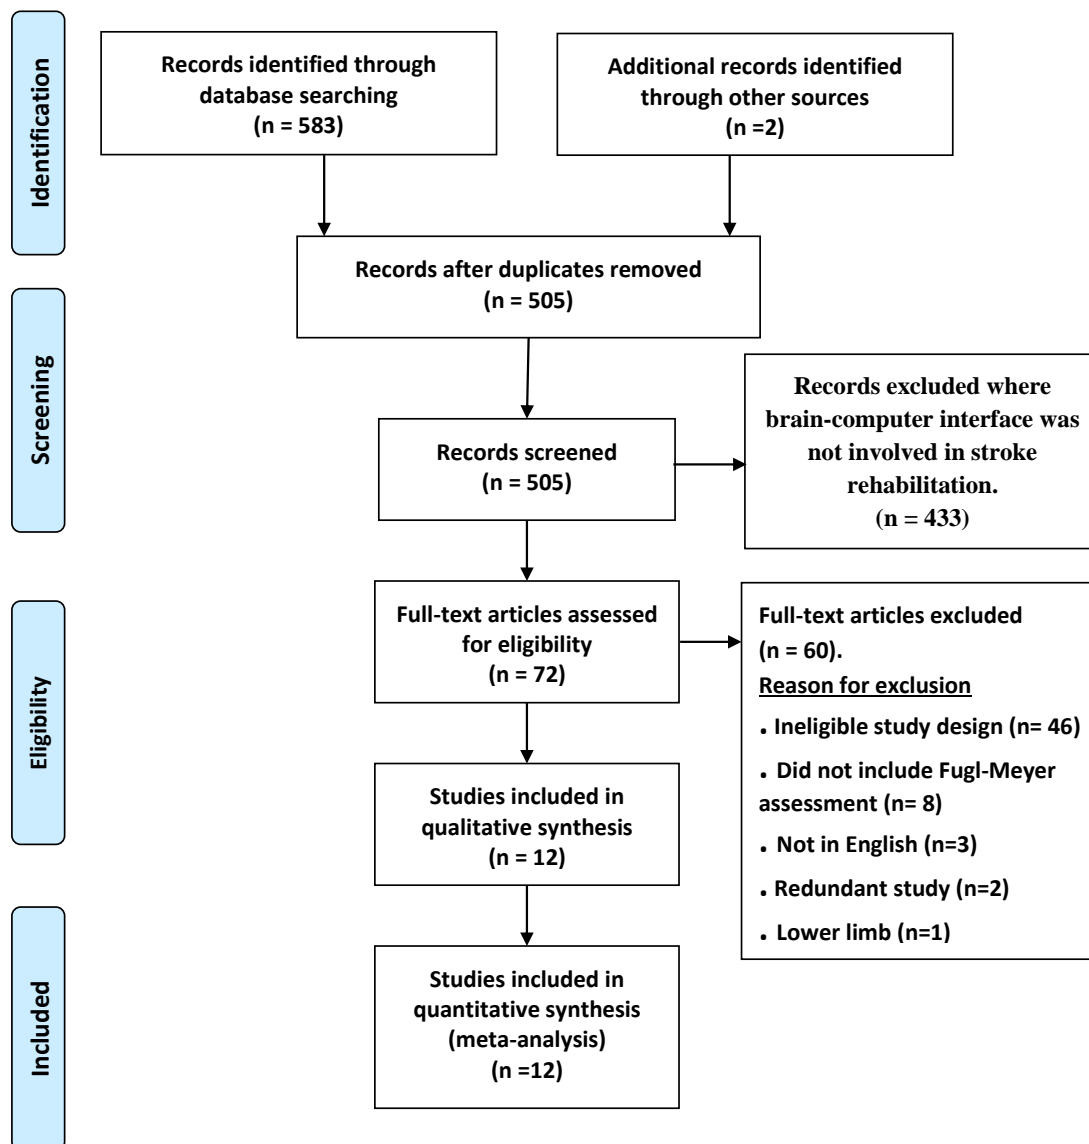 Identification
Records identified through
database searching
(n = 583)
Additional records identified
through other sources
(n =2)
Records after duplicates removed
(n = 505)
Screening
Records screened
(n = 505)
Records excluded where
brain-computer interface was
not involved in stroke
rehabilitation.
(n = 433)
Eligibility
Full-text articles assessed
for eligibility
(n = 72)
Full-text articles excluded
(n = 60).
Reason for exclusion
. Ineligible study design (n= 46)
. Did not include Fugl-Meyer
assessment (n= 8)
. Not in English (n=3)
. Redundant study (n=2)
. Lower limb (n=1)
Studies included in
qualitative synthesis
(n = 12)
Included
Studies included in
quantitative synthesis
(meta-analysis)
(n =12)